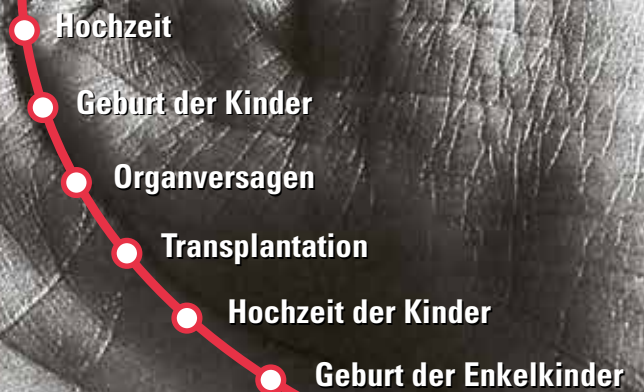 Hochzeit
Geburt der Kinder
Organversagen
Transplantation
Hochzeit der Kinder
Geburt der Enkelkinder